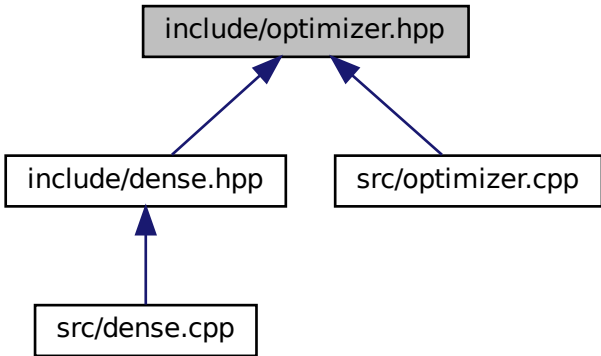 include/optimizer.hpp
include/dense.hpp
src/optimizer.cpp
src/dense.cpp